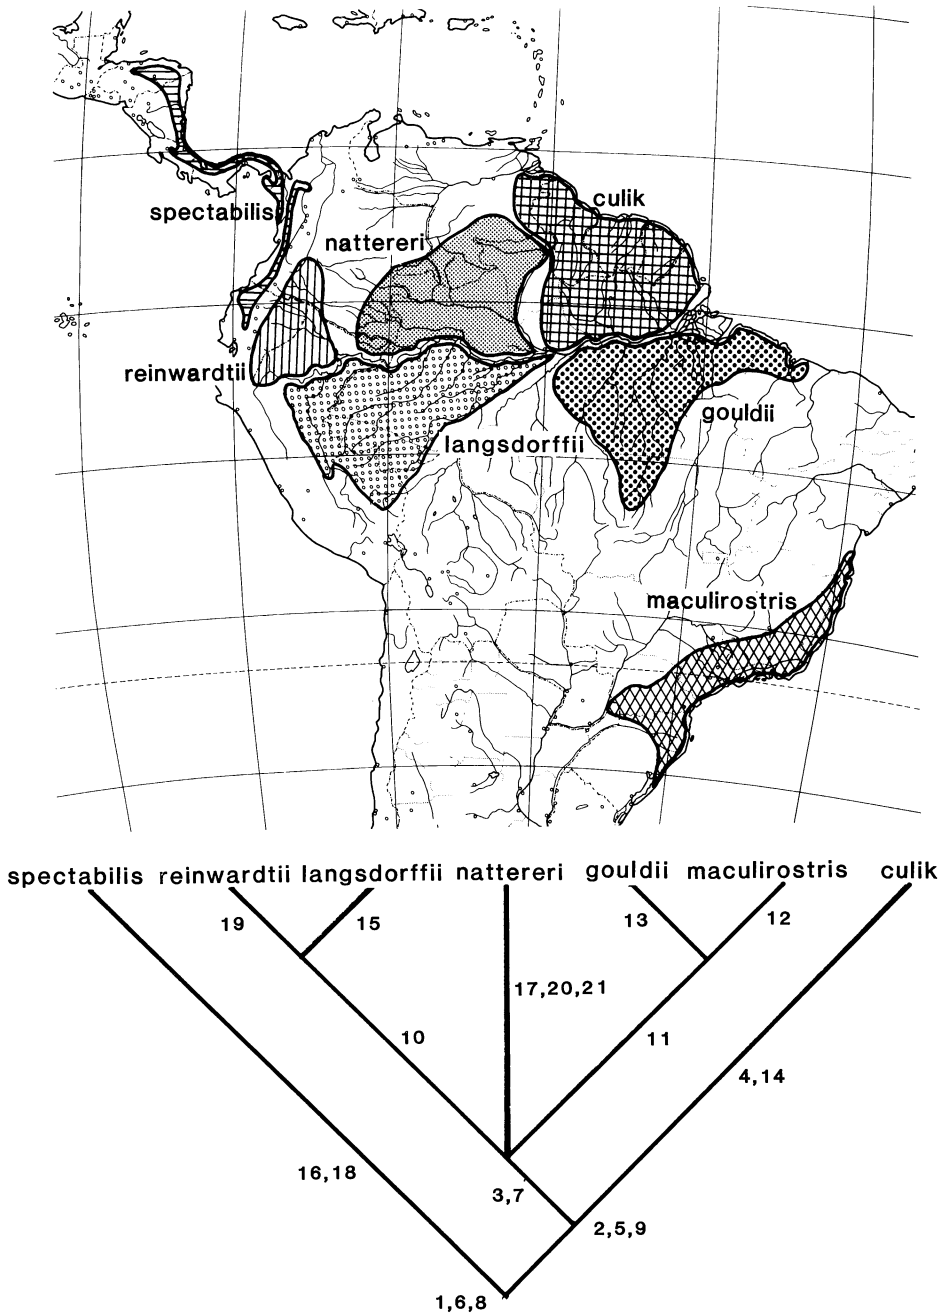 culik
spectabilis
nattereri
reinwardtii
gouldii
langsdorffii
maculirostris
spectabilis reinwardtii langsdorffii nattereri gouldii maculirostris culik
19 15 13 12
17,20,21
10 11
4,14
16,18
3,7
2,5,9
1,6,8